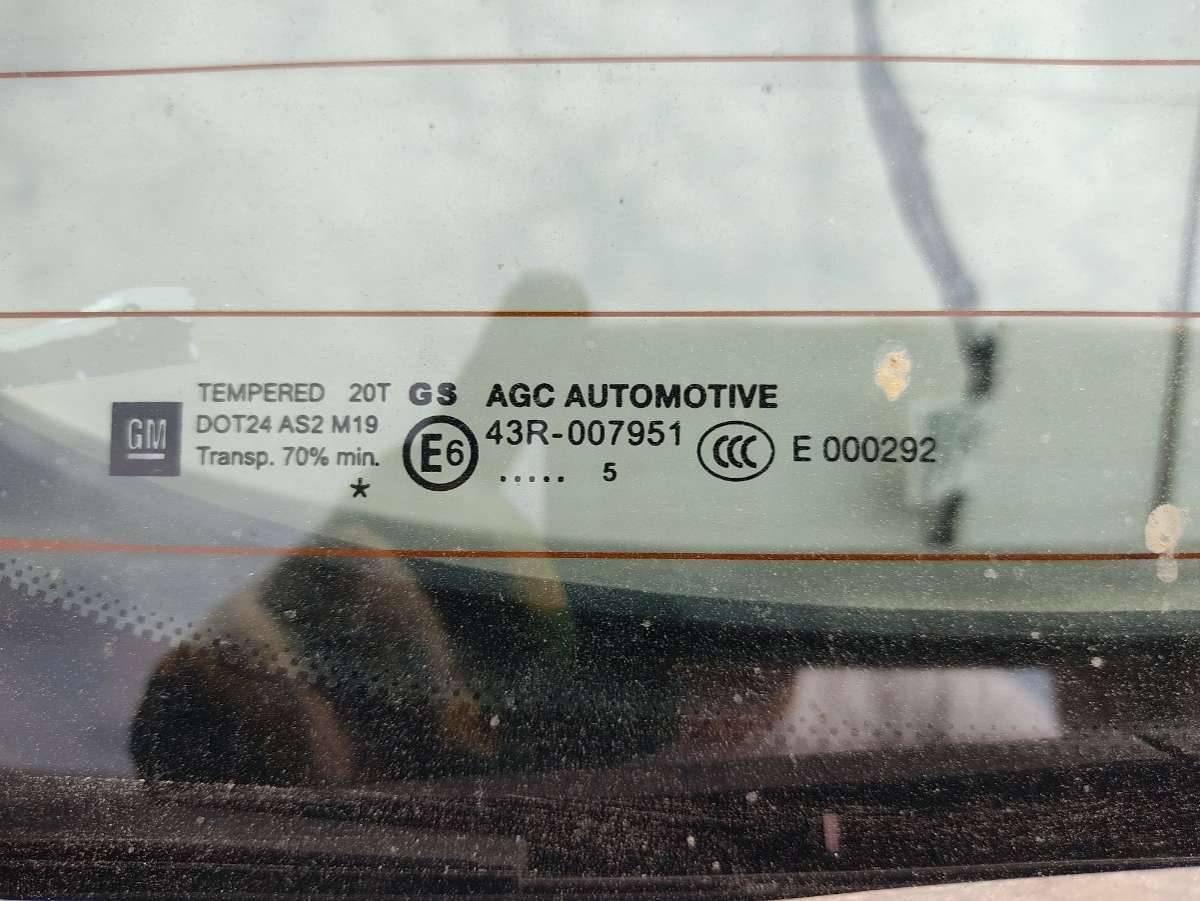 GM
TEMPERED 20T GS AGC AUTOMOTIVE
DOT24 AS2 M19
Transp. 70% min.
*
E6
43R-007951
..... 5
CCC
E 000292